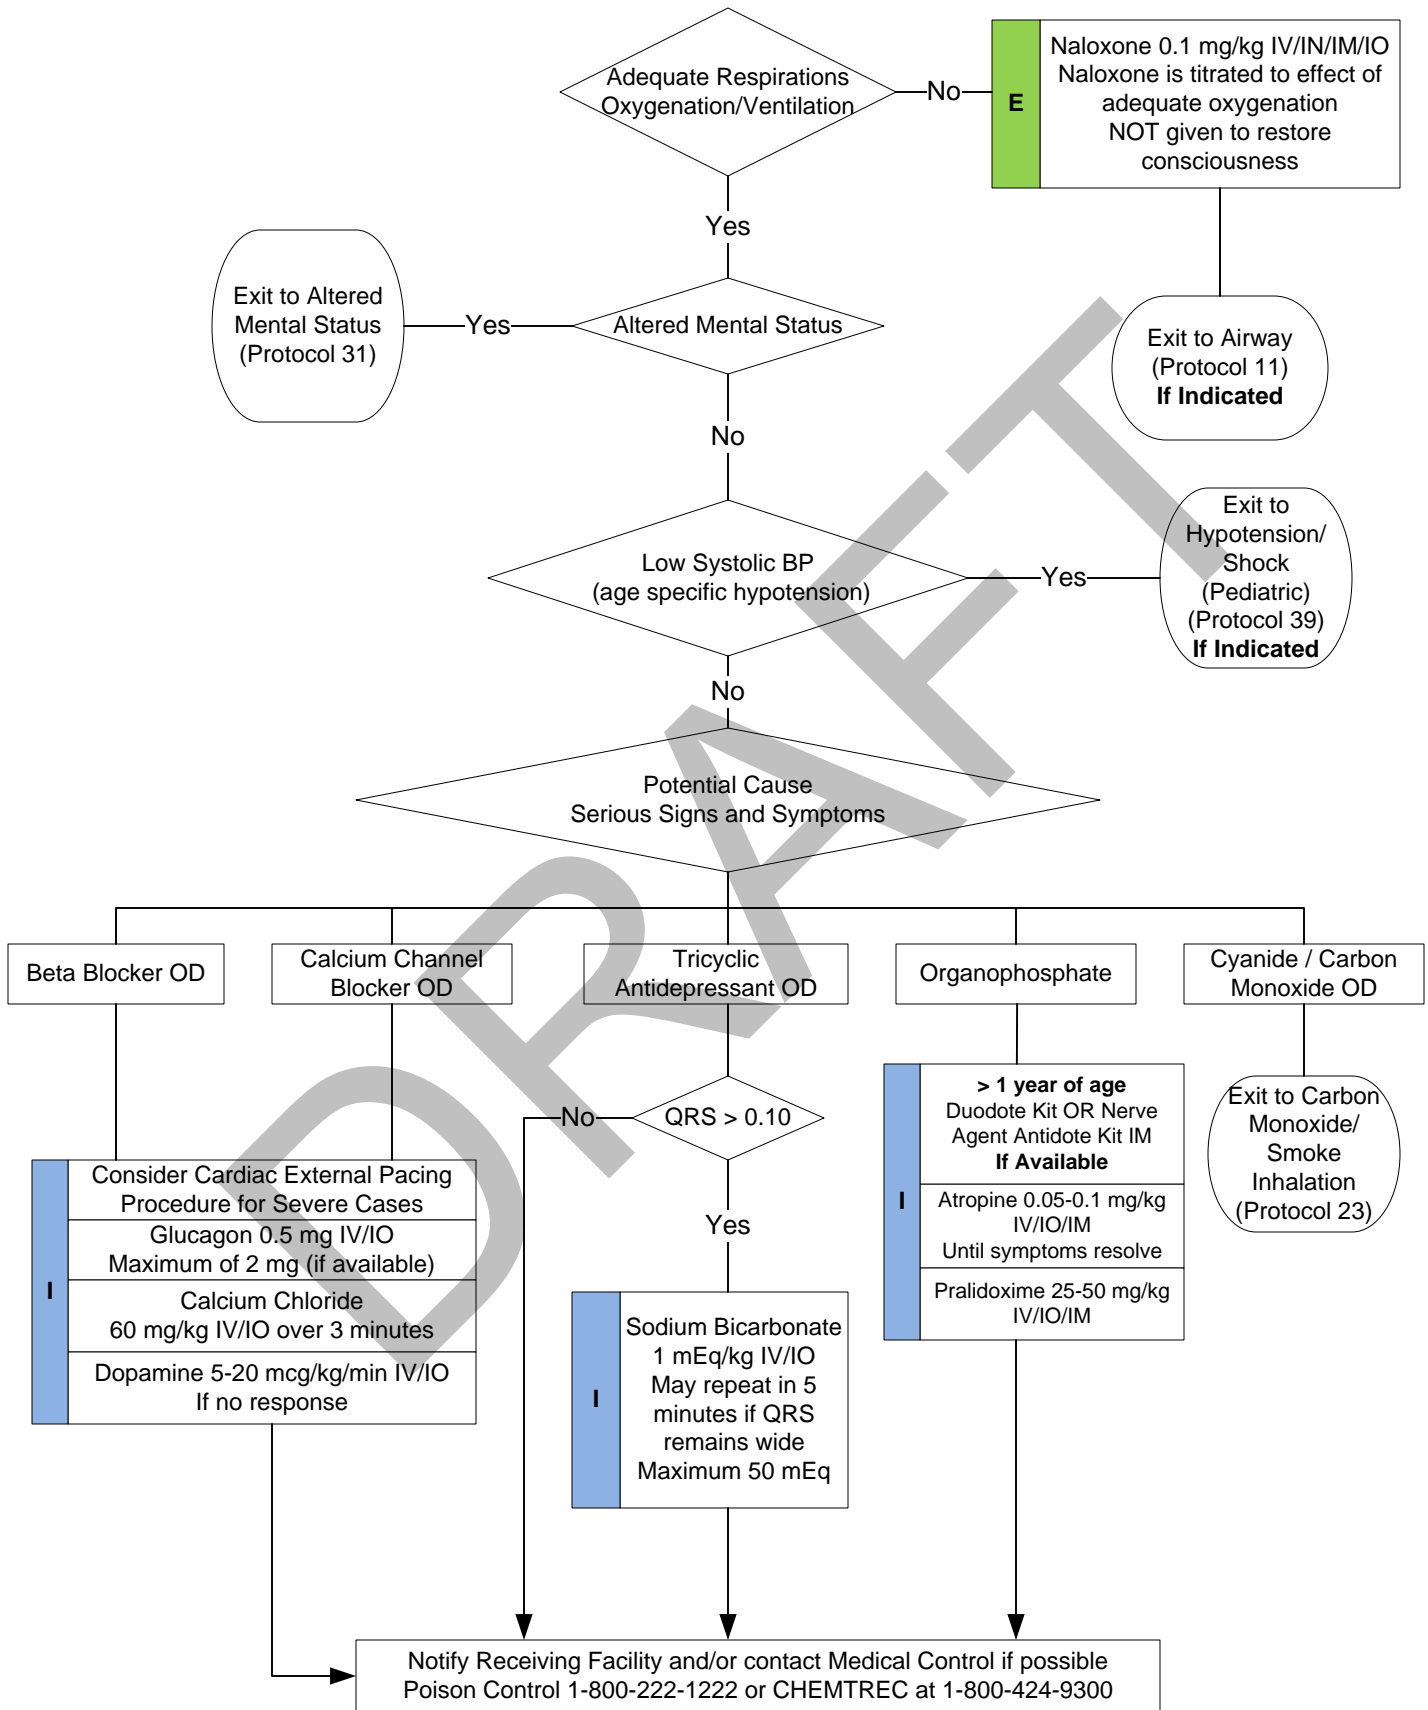 Adequate Respirations
Oxygenation/Ventilation
No
E
Naloxone 0.1 mg/kg IV/IN/IM/IO
Naloxone is titrated to effect of
adequate oxygenation
NOT given to restore
consciousness
Yes
Exit to Airway
(Protocol 11)
If Indicated
Altered Mental Status
Yes
Exit to Altered
Mental Status
(Protocol 31)
No
Low Systolic BP
(age specific hypotension)
Yes
Exit to
Hypotension/
Shock
(Pediatric)
(Protocol 39)
If Indicated
No
Potential Cause
Serious Signs and Symptoms
Beta Blocker OD
Calcium Channel
Blocker OD
Tricyclic
Antidepressant OD
Organophosphate
Cyanide / Carbon
Monoxide OD
I
Consider Cardiac External Pacing
Procedure for Severe Cases
Glucagon 0.5 mg IV/IO
Maximum of 2 mg (if available)
Calcium Chloride
60 mg/kg IV/IO over 3 minutes
Dopamine 5-20 mcg/kg/min IV/IO
If no response
QRS > 0.10
No
Yes
I
Sodium Bicarbonate
1 mEq/kg IV/IO
May repeat in 5
minutes if QRS
remains wide
Maximum 50 mEq
I
> 1 year of age
Duodote Kit OR Nerve
Agent Antidote Kit IM
If Available
Atropine 0.05-0.1 mg/kg
IV/IO/IM
Until symptoms resolve
Pralidoxime 25-50 mg/kg
IV/IO/IM
Exit to Carbon
Monoxide/
Smoke
Inhalation
(Protocol 23)
Notify Receiving Facility and/or contact Medical Control if possible
Poison Control 1-800-222-1222 or CHEMTREC at 1-800-424-9300
DRAFT